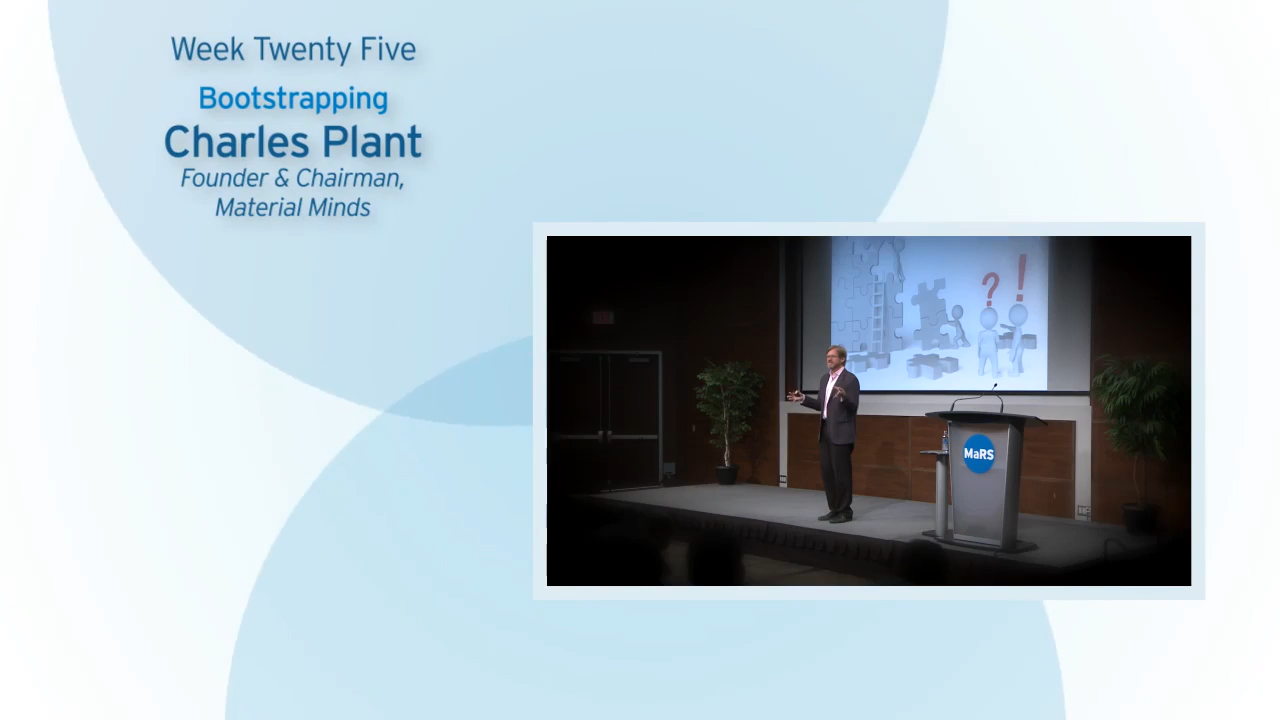 Week Twenty Five
Bootstrapping
Charles Plant
Founder & Chairman,
Material Minds
? !
MaRS